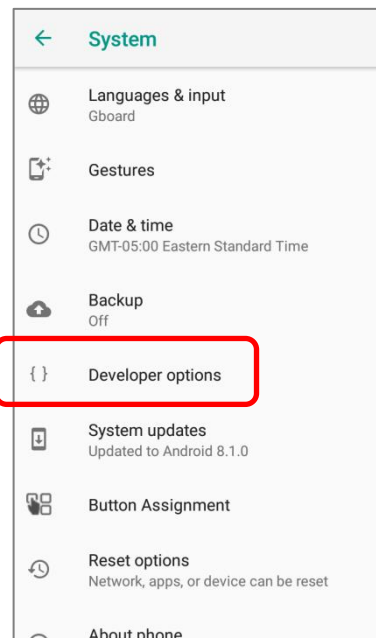 System
Languages & input
Gboard
Gestures
Date & time
GMT-05:00 Eastern Standard Time
Backup
Off
{ } Developer options
System updates
Updated to Android 8.1.0
Button Assignment
Reset options
Network, apps, or device can be reset
About phone